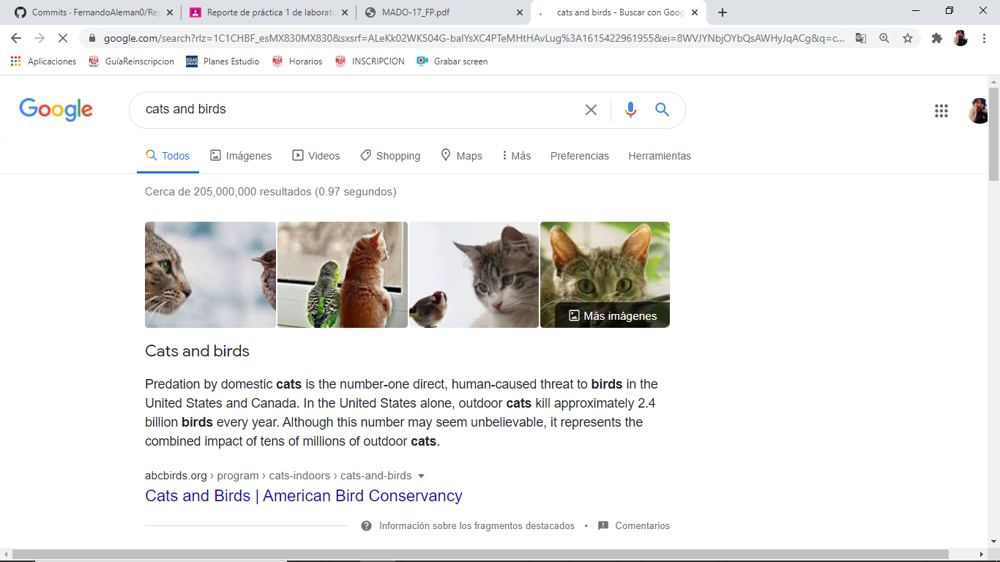 Commits · FernandoAleman0/Rep
Reporte de práctica 1 de laborato
MADO-17_FP.pdf
cats and birds - Buscar con Goog
google.com/search?rlz=1C1CHBF_esMX830MX830&sxsrf=ALeKk02WK504G-baIYsXC4PTeMHtHAvLug%3A1615422961955&ei=8WVJYNbjOYbQsAWHyJqACg&q=c...
Aplicaciones
GuíaReinscripcion
DGAE UNAM
Planes Estudio
Horarios
INSCRIPCION
Grabar screen
Google
cats and birds
Todos
Imágenes
Videos
Shopping
Maps
Más
Preferencias
Herramientas
Cerca de 205,000,000 resultados (0.97 segundos)
Más imágenes
Cats and birds
Predation by domestic cats is the number-one direct, human-caused threat to birds in the
United States and Canada. In the United States alone, outdoor cats kill approximately 2.4
billion birds every year. Although this number may seem unbelievable, it represents the
combined impact of tens of millions of outdoor cats.
abcbirds.org › program › cats-indoors › cats-and-birds
Cats and Birds | American Bird Conservancy
Información sobre los fragmentos destacados • Comentarios